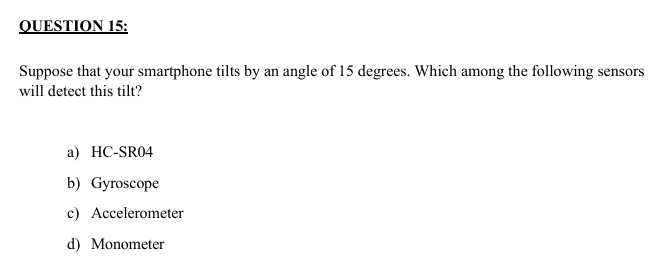 QUESTION 15:
Suppose that your smartphone tilts by an angle of 15 degrees. Which among the following sensors
will detect this tilt?
a) HC-SR04
b) Gyroscope
c) Accelerometer
d) Monometer